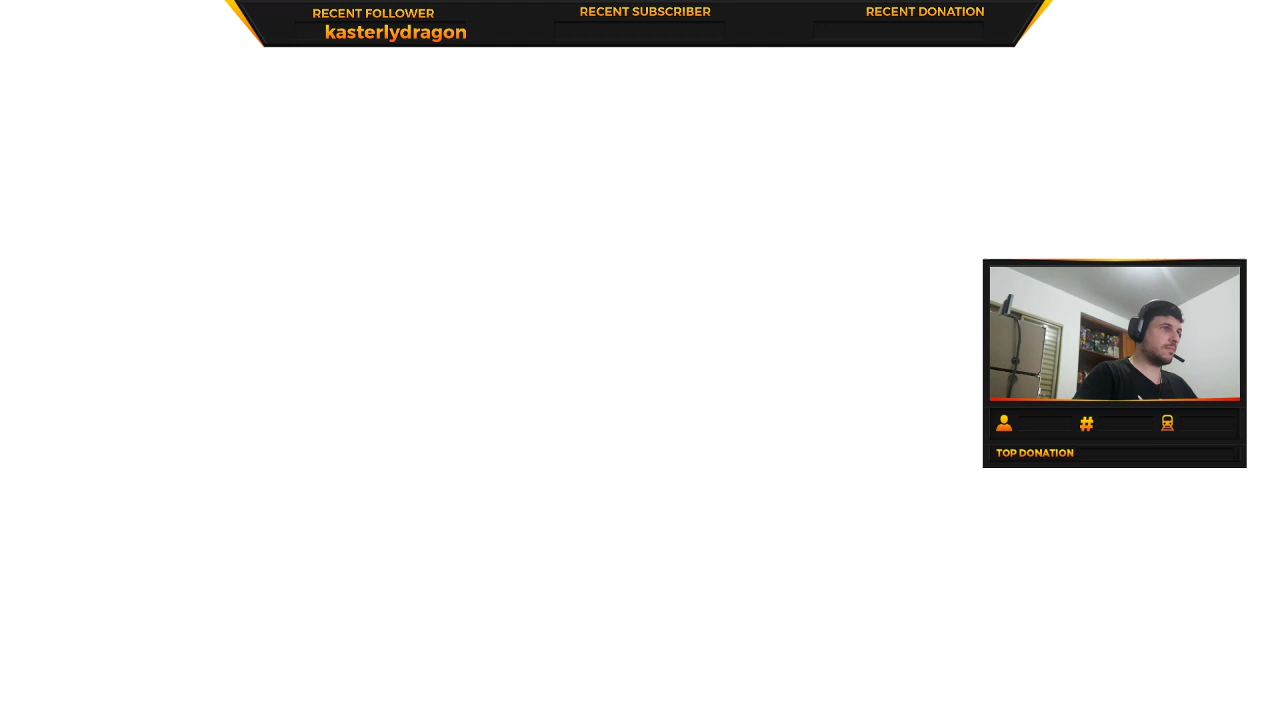 RECENT FOLLOWER
RECENT SUBSCRIBER
RECENT DONATION
kasterlydragon
#
TOP DONATION